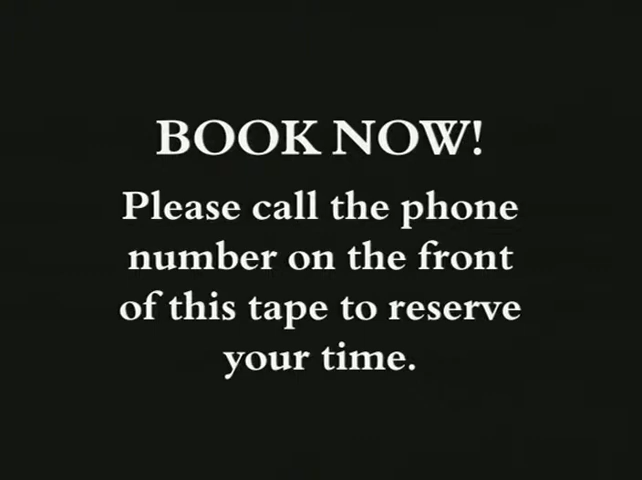 BOOK NOW!
Please call the phone
number on the front
of this tape to reserve
your time.